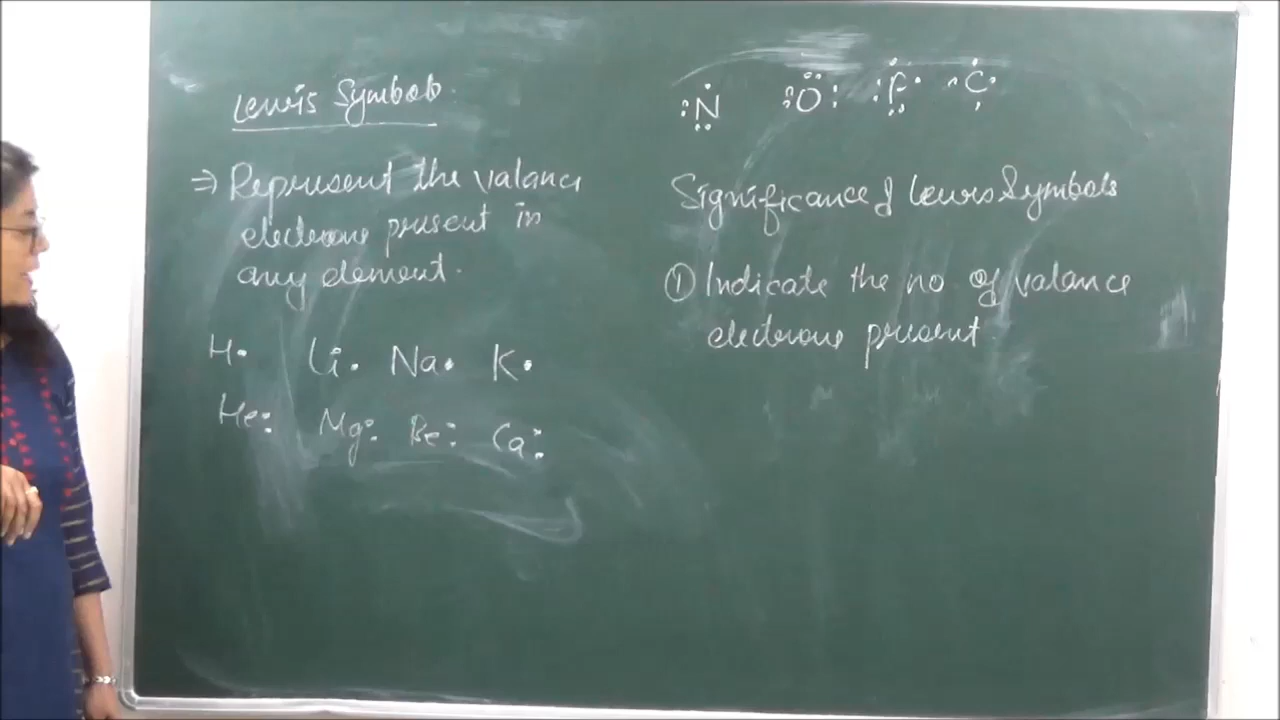 Lewis Symbols.
⇒ Represent the valance
electrons present in
any element.
H• Li• Na• K•
He: Mg: Be: Ca:
N O F C
Significance of Lewis Symbols
① Indicate the no of valance
electrons present.